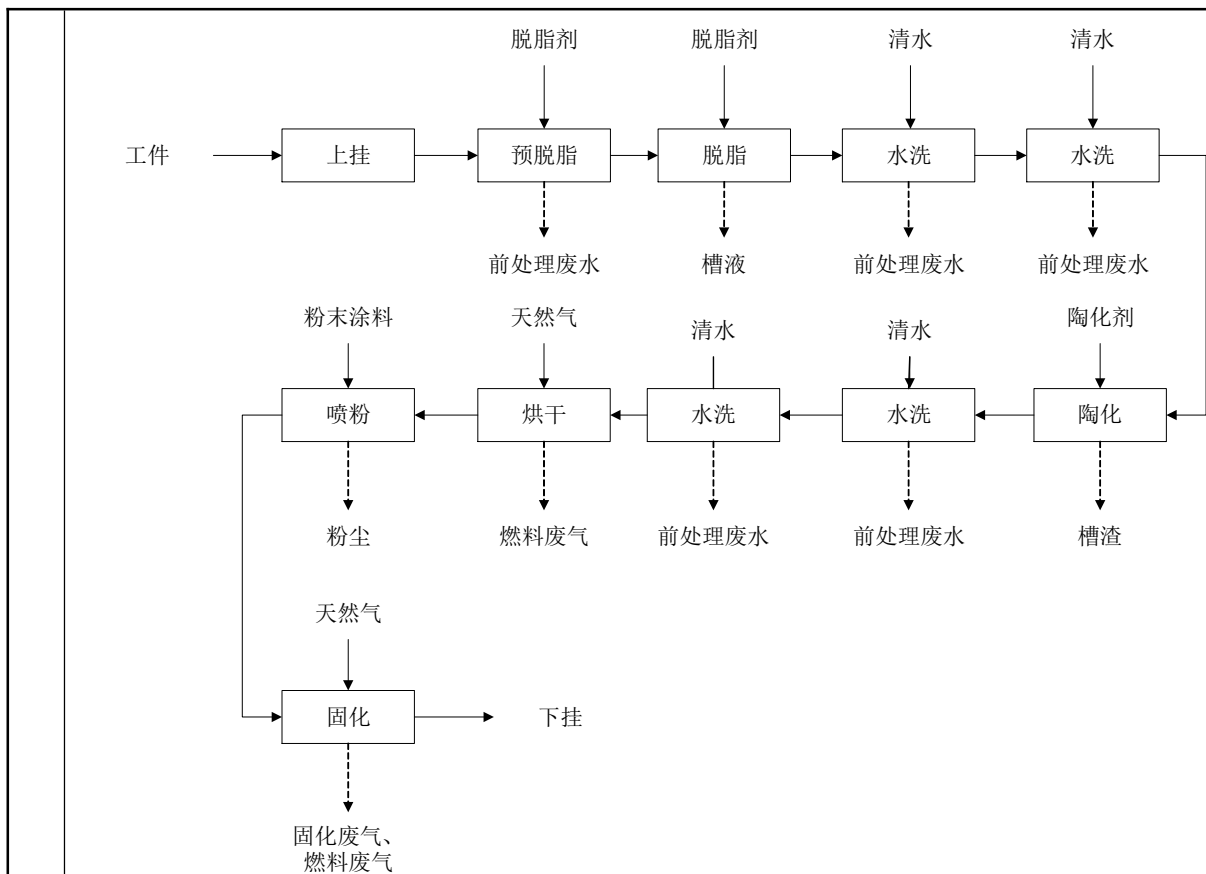 脱脂剂 脱脂剂 清水 清水
工件 上挂 预脱脂 脱脂 水洗 水洗
前处理废水 槽液 前处理废水 前处理废水
粉末涂料 天然气 清水 清水 陶化剂
喷粉 烘干 水洗 水洗 陶化
粉尘 燃料废气 前处理废水 前处理废水 槽渣
天然气
固化 下挂
固化废气、
燃料废气